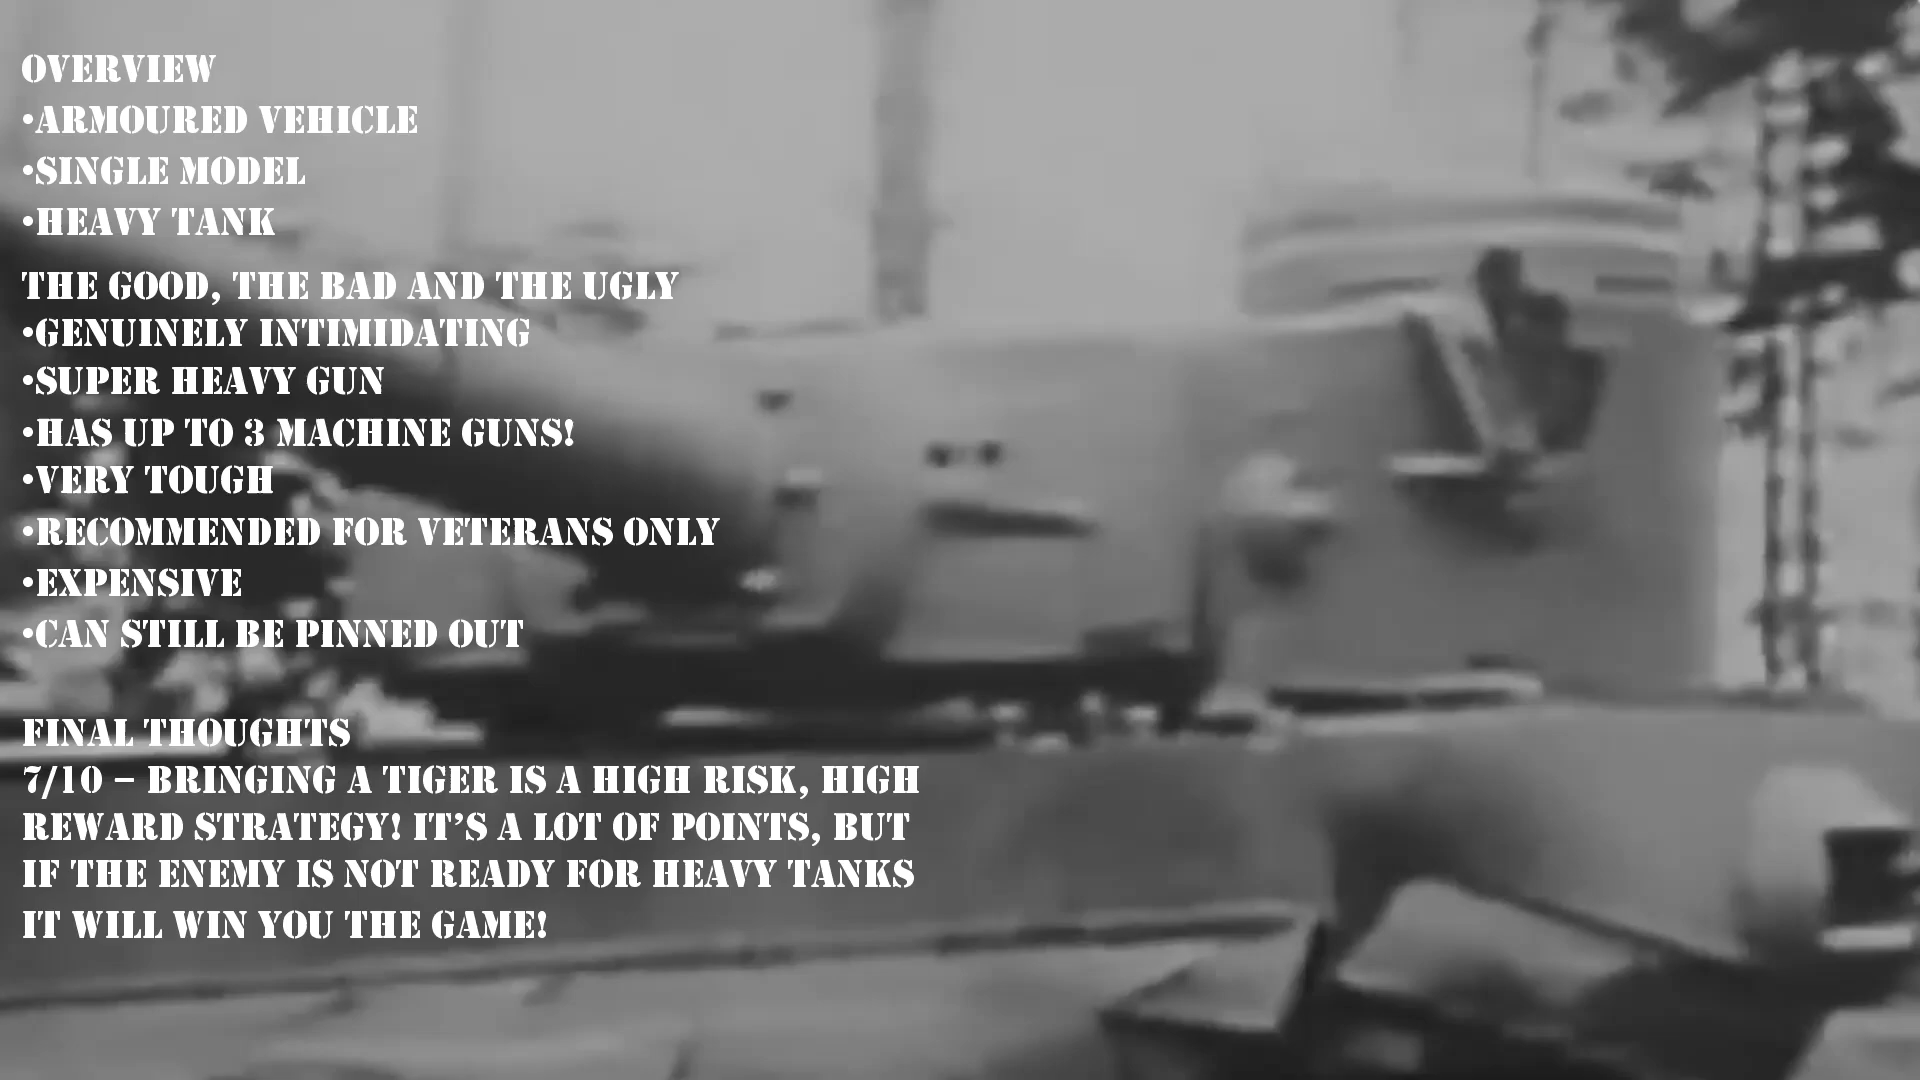 OVERVIEW
•ARMOURED VEHICLE
•SINGLE MODEL
•HEAVY TANK
THE GOOD, THE BAD AND THE UGLY
•GENUINELY INTIMIDATING
•SUPER HEAVY GUN
•HAS UP TO 3 MACHINE GUNS!
•VERY TOUGH
•RECOMMENDED FOR VETERANS ONLY
•EXPENSIVE
•CAN STILL BE PINNED OUT
FINAL THOUGHTS
7/10 – BRINGING A TIGER IS A HIGH RISK, HIGH
REWARD STRATEGY! IT’S A LOT OF POINTS, BUT
IF THE ENEMY IS NOT READY FOR HEAVY TANKS
IT WILL WIN YOU THE GAME!